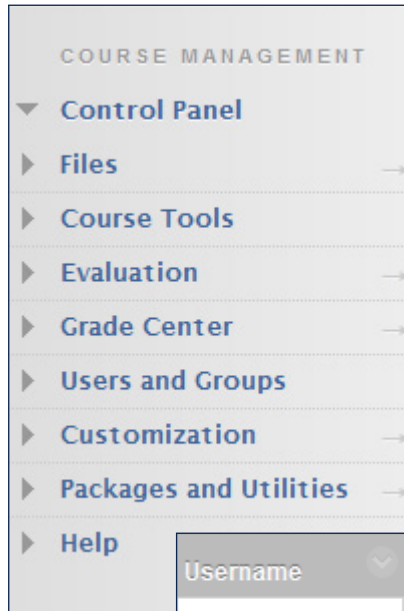 COURSE MANAGEMENT
Control Panel
Files
Course Tools
Evaluation
Grade Center
Users and Groups
Customization
Packages and Utilities
Help
Username